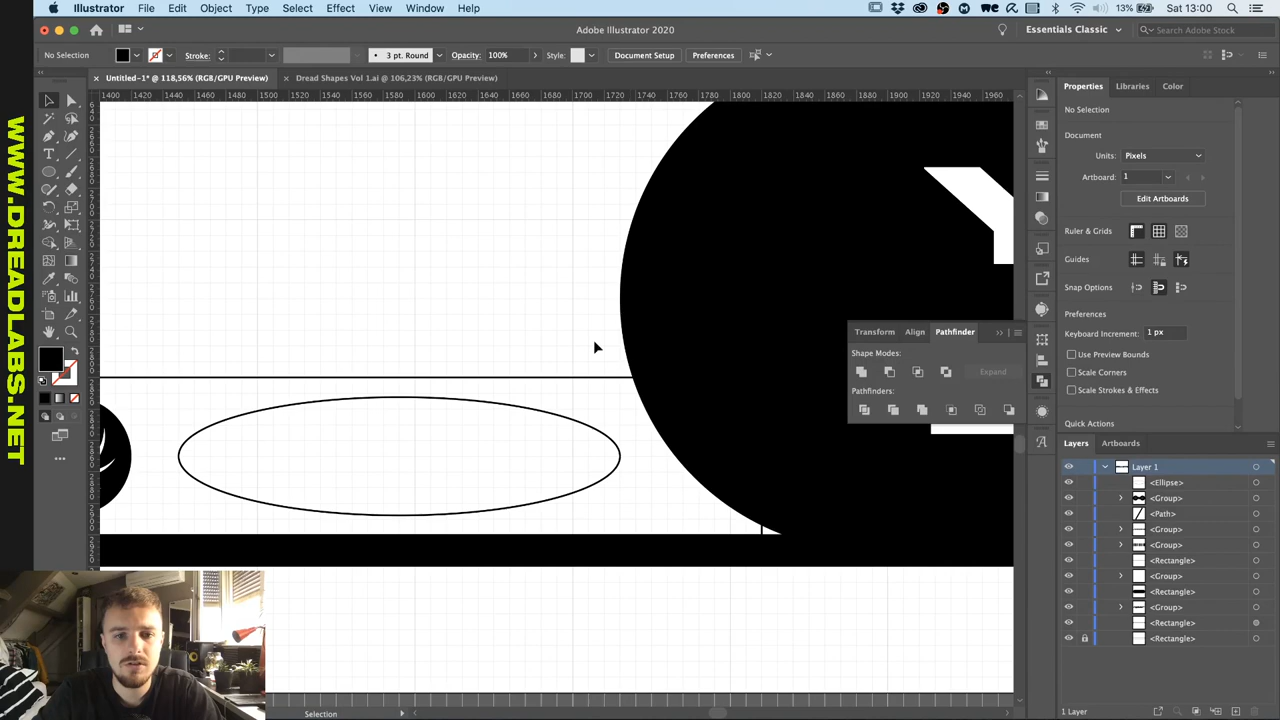 Illustrator File Edit Object Type Select Effect View Window Help 13% Sat 13:00
Adobe Illustrator 2020 Essentials Classic Search Adobe Stock
No Selection Stroke: 3 pt. Round Opacity: 100% Style: Document Setup Preferences
Untitled-1* @ 118,56% (RGB/GPU Preview) Dread Shapes Vol 1.ai @ 106,23% (RGB/GPU Preview)
1400 1420 1440 1460 1480 1500 1520 1540 1560 1580 1600 1620 1640 1660 1680 1700 1720 1740 1760 1780 1800 1820 1840 1860 1880 1900 1920 1940 1960
WWW.DREADLABS.NET
Properties Libraries Color
No Selection
Document
Units: Pixels
Artboard: 1
Edit Artboards
Ruler & Grids
Guides
Snap Options
Preferences
Keyboard Increment: 1 px
Use Preview Bounds
Scale Corners
Scale Strokes & Effects
Quick Actions
Transform Align Pathfinder
Shape Modes:
Expand
Pathfinders:
Layers Artboards
Layer 1
<Ellipse>
<Group>
<Path>
<Group>
<Group>
<Rectangle>
<Group>
<Rectangle>
<Group>
<Rectangle>
<Rectangle>
1 Layer
Selection